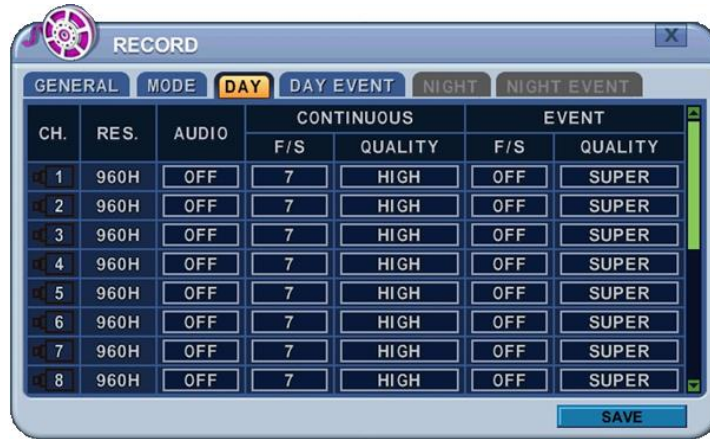 RECORD
X
GENERAL MODE DAY DAY EVENT NIGHT NIGHT EVENT
CH. RES. AUDIO CONTINUOUS EVENT
F/S QUALITY F/S QUALITY
1 960H OFF 7 HIGH OFF SUPER
2 960H OFF 7 HIGH OFF SUPER
3 960H OFF 7 HIGH OFF SUPER
4 960H OFF 7 HIGH OFF SUPER
5 960H OFF 7 HIGH OFF SUPER
6 960H OFF 7 HIGH OFF SUPER
7 960H OFF 7 HIGH OFF SUPER
8 960H OFF 7 HIGH OFF SUPER
SAVE